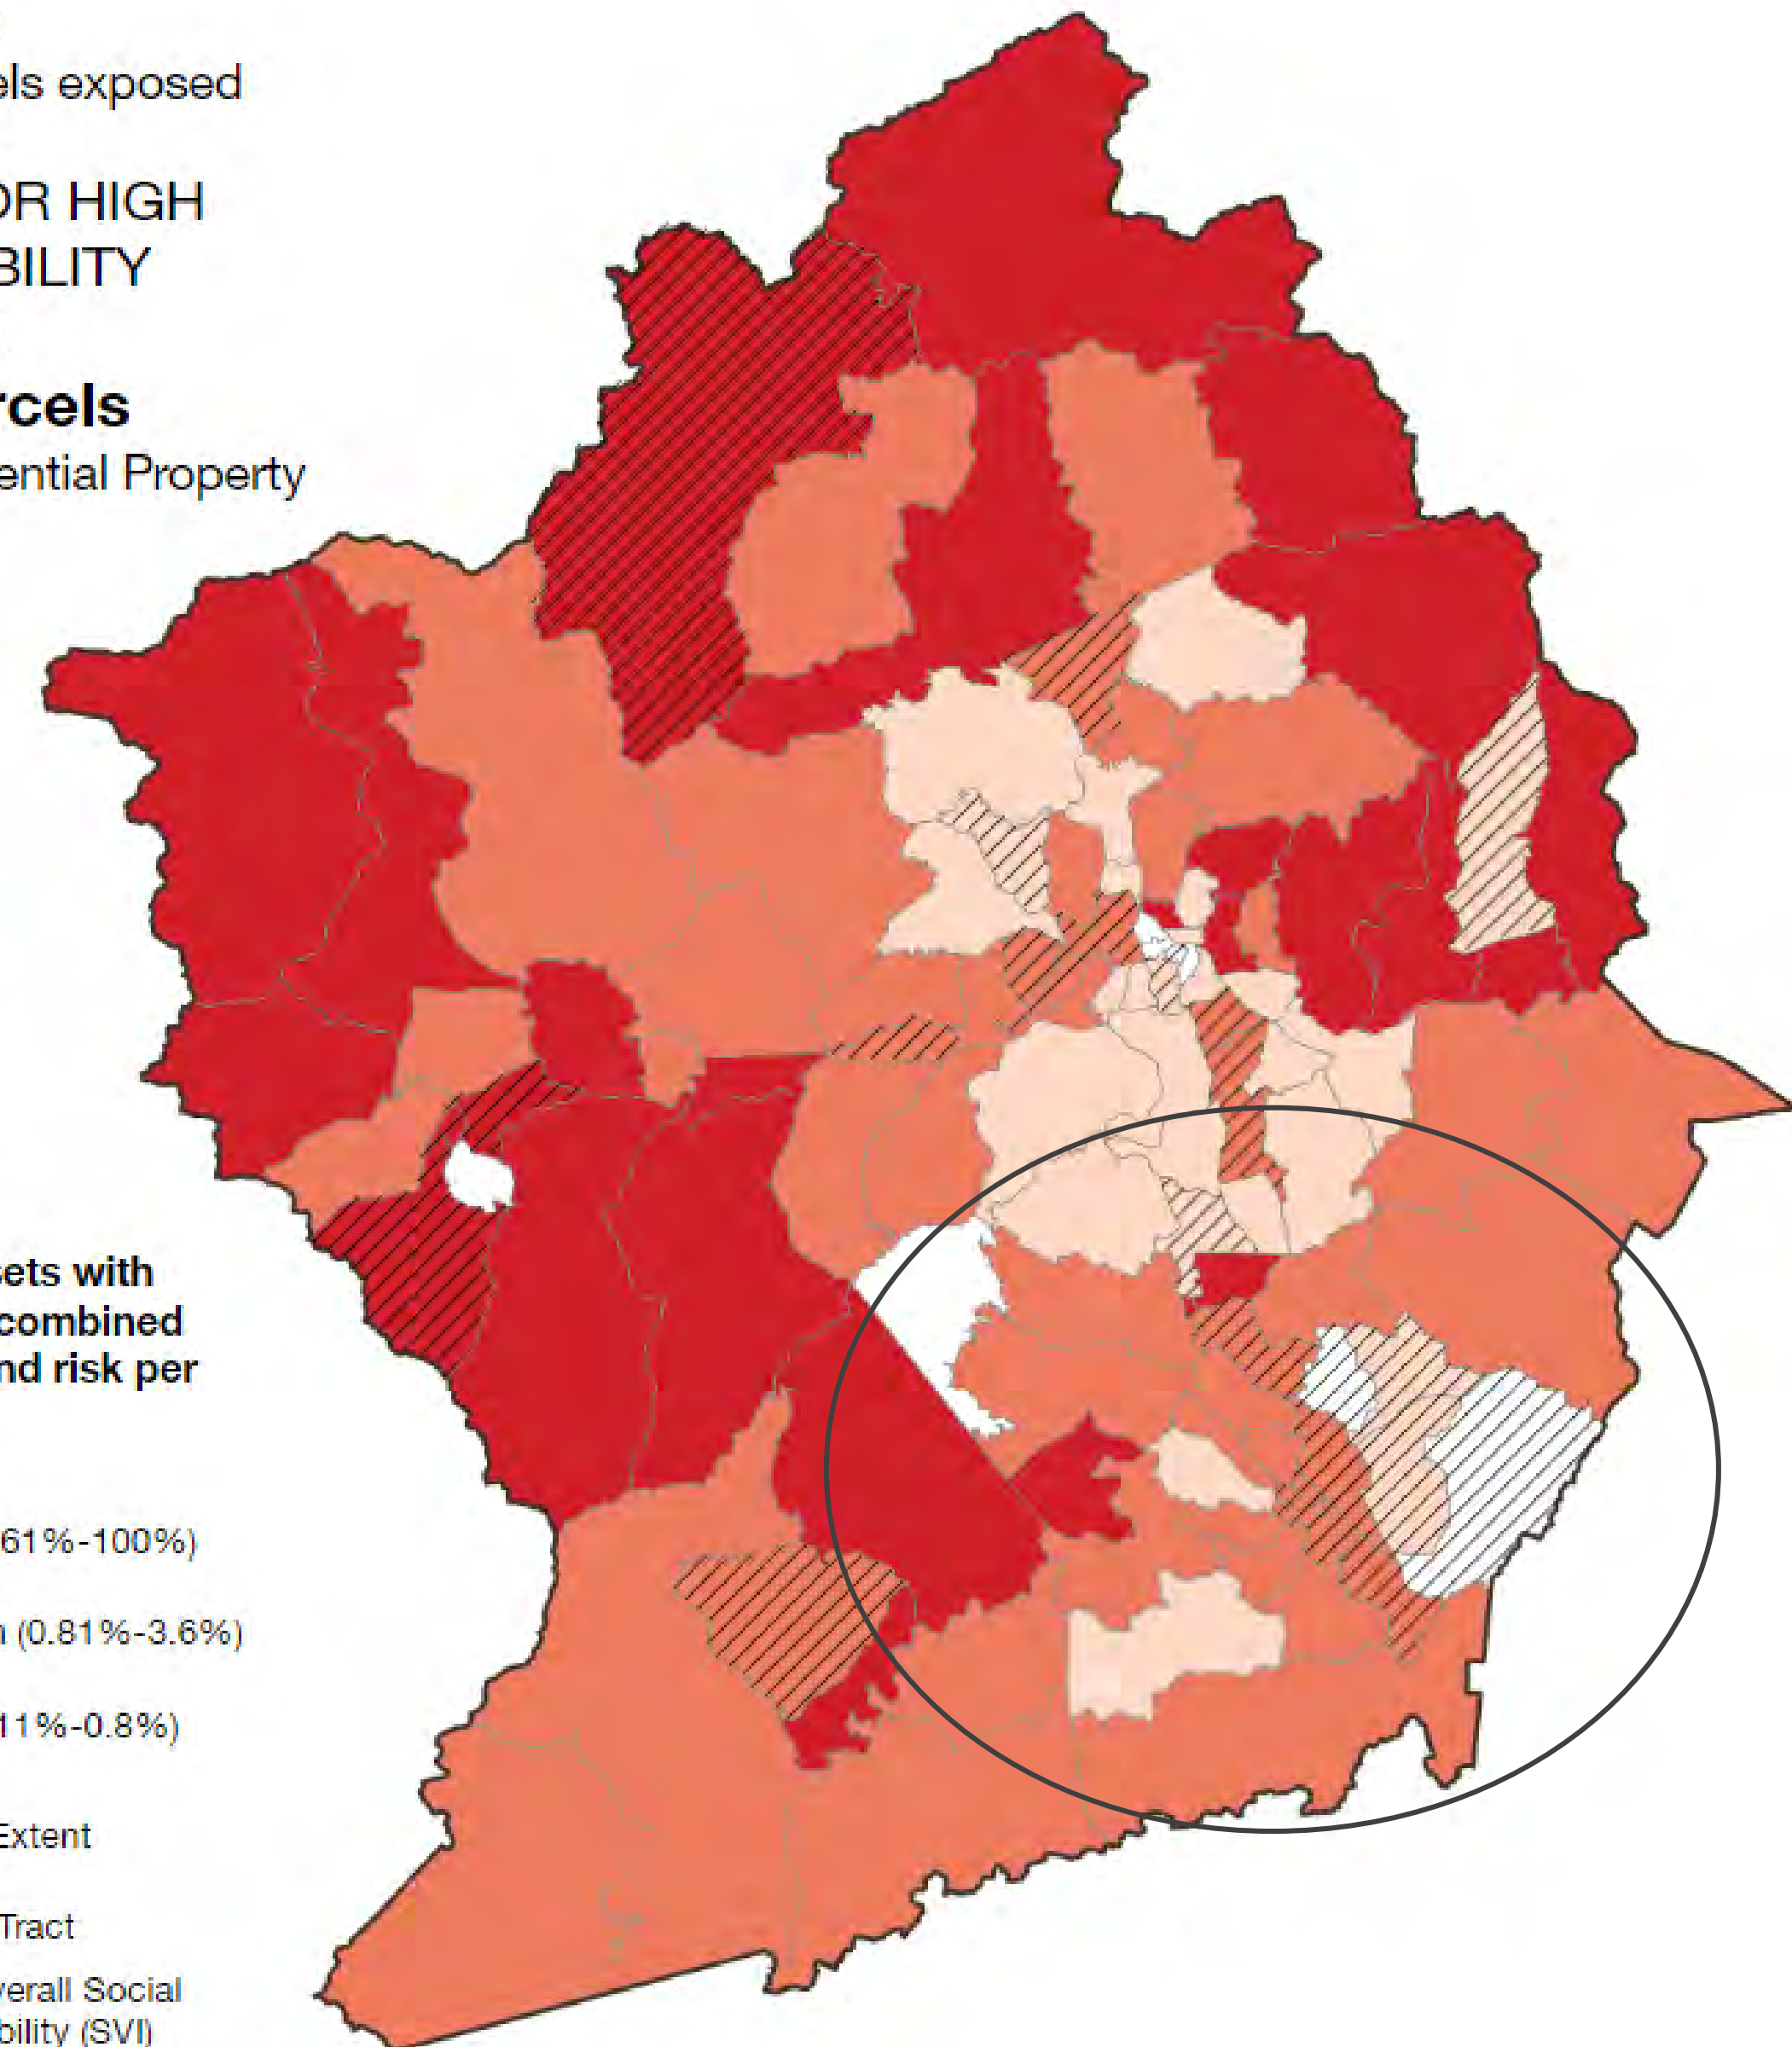 els exposed
OR HIGH
BILITY
rcels
ential Property
sets with
combined
nd risk per
61%-100%)
n (0.81%-3.6%)
11%-0.8%)
Extent
Tract
verall Social
bility (SVI)